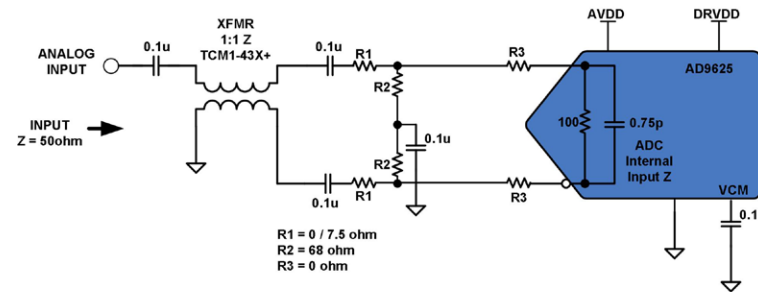 XFMR
1:1 Z
TCM1-43X+
AVDD
DRVDD
ANALOG
INPUT
0.1u
0.1u
R1
R3
AD9625
R2
INPUT
Z = 50ohm
100
0.75p
0.1u
ADC
Internal
Input Z
R2
0.1u
R1
R3
VCM
0.1
R1 = 0 / 7.5 ohm
R2 = 68 ohm
R3 = 0 ohm